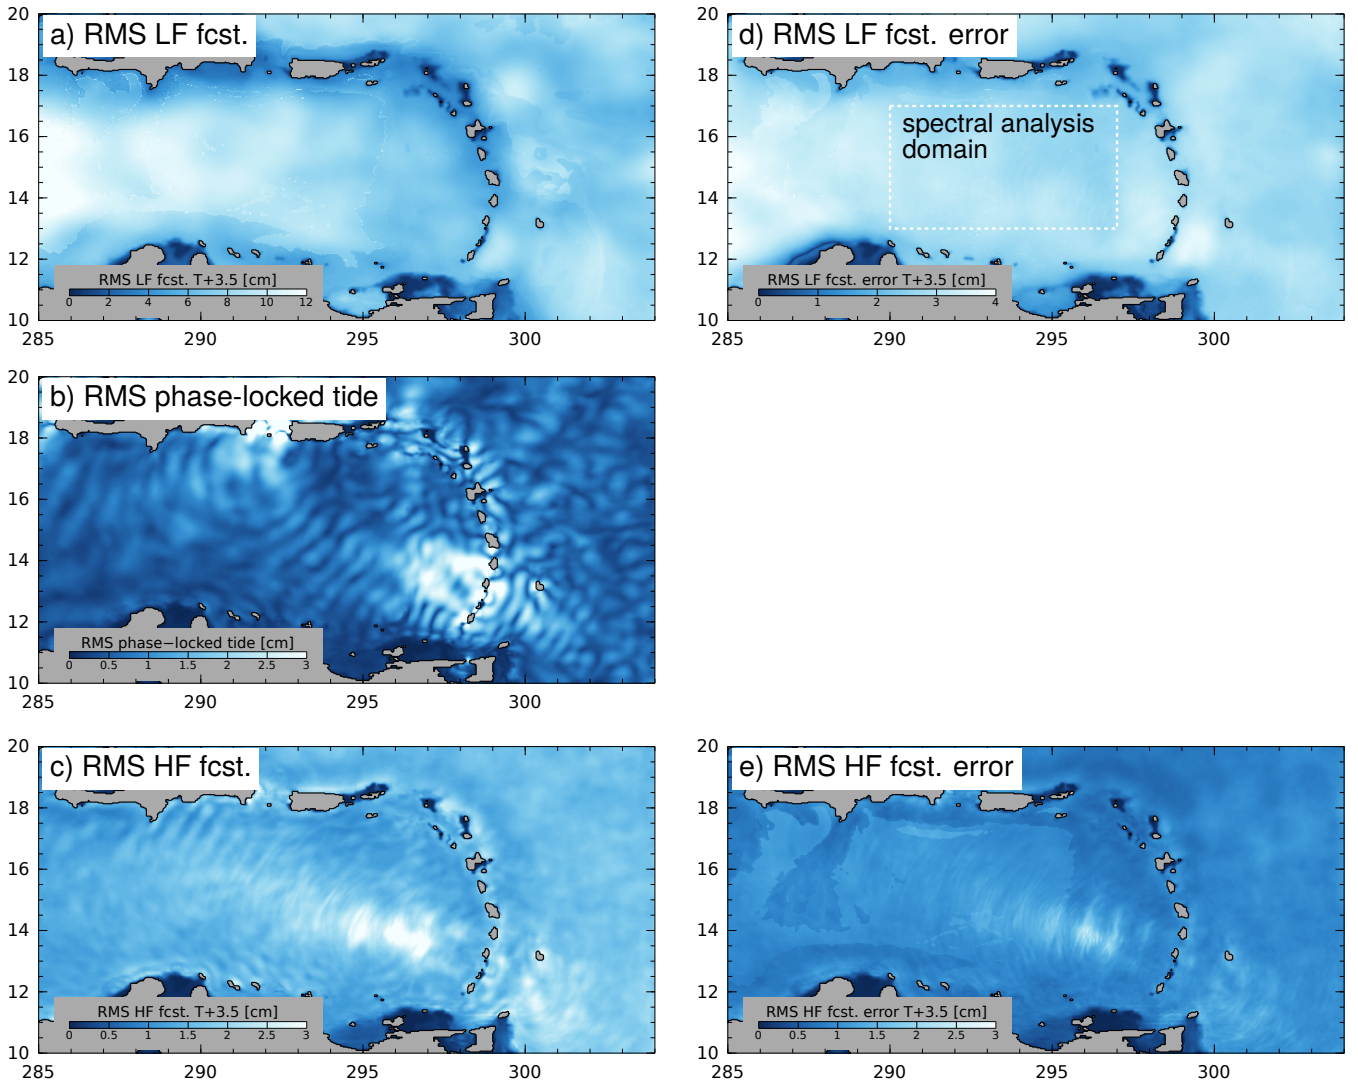 a) RMS LF fcst.
20
18
16
14
12
10
RMS LF fcst. T+3.5 [cm]
0 2 4 6 8 10 12
285 290 295 300
d) RMS LF fcst. error
20
18
16
14
12
10
spectral analysis
domain
RMS LF fcst. error T+3.5 [cm]
0 1 2 3 4
285 290 295 300
b) RMS phase-locked tide
20
18
16
14
12
10
RMS phase−locked tide [cm]
0 0.5 1 1.5 2 2.5 3
285 290 295 300
c) RMS HF fcst.
20
18
16
14
12
10
RMS HF fcst. T+3.5 [cm]
0 0.5 1 1.5 2 2.5 3
285 290 295 300
e) RMS HF fcst. error
20
18
16
14
12
10
RMS HF fcst. error T+3.5 [cm]
0 0.5 1 1.5 2 2.5 3
285 290 295 300